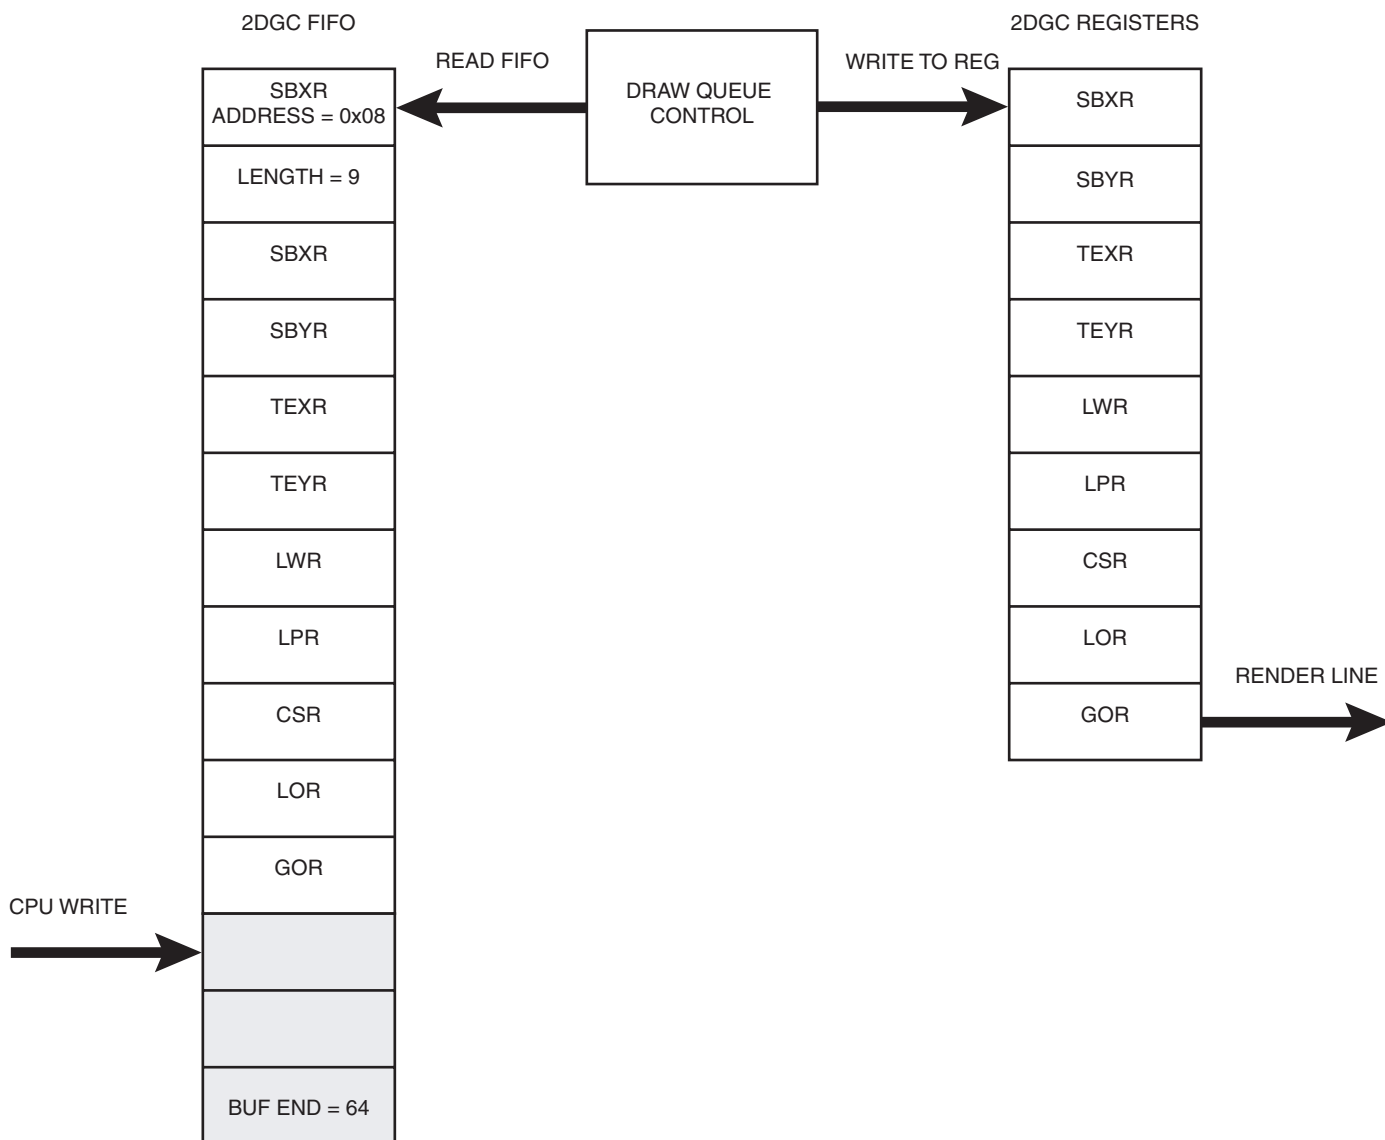 2DGC FIFO
2DGC REGISTERS
READ FIFO
WRITE TO REG
DRAW QUEUE
CONTROL
SBXR
ADDRESS = 0x08
LENGTH = 9
SBXR
SBYR
TEXR
TEYR
LWR
LPR
CSR
LOR
GOR
BUF END = 64
CPU WRITE
SBXR
SBYR
TEXR
TEYR
LWR
LPR
CSR
LOR
GOR
RENDER LINE